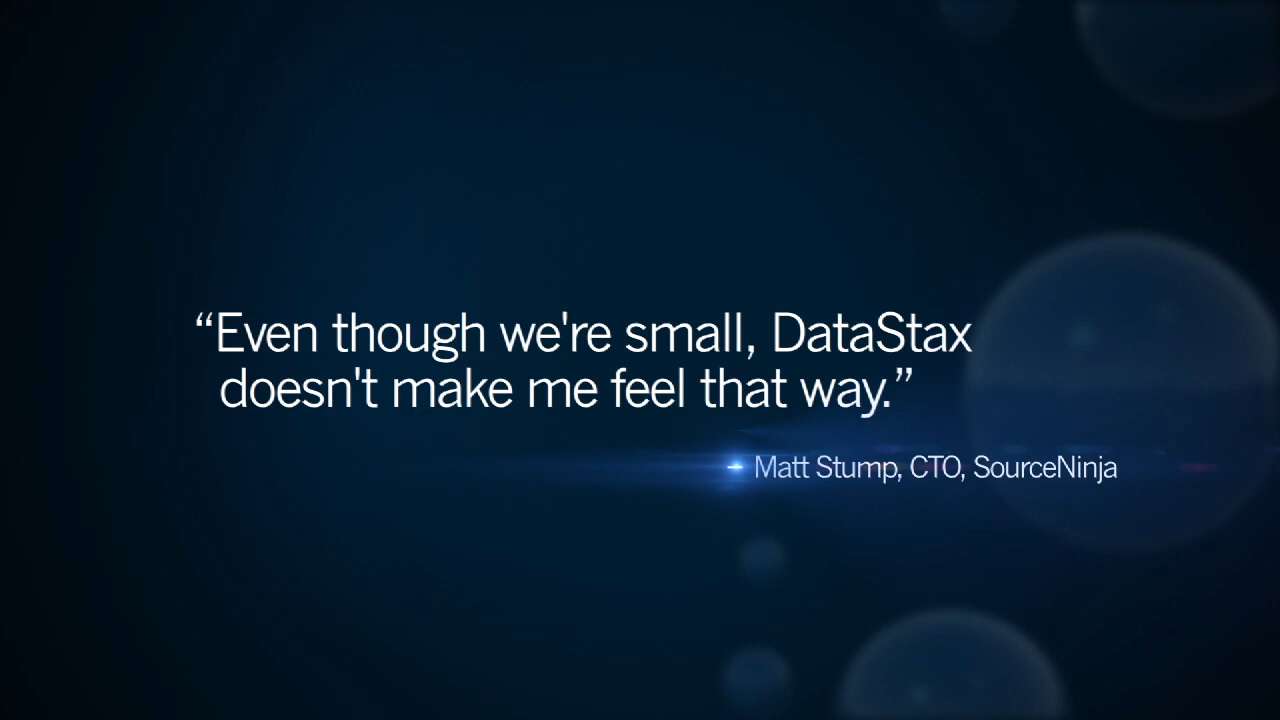 “Even though we're small, DataStax
doesn't make me feel that way.”
Matt Stump, CTO, SourceNinja